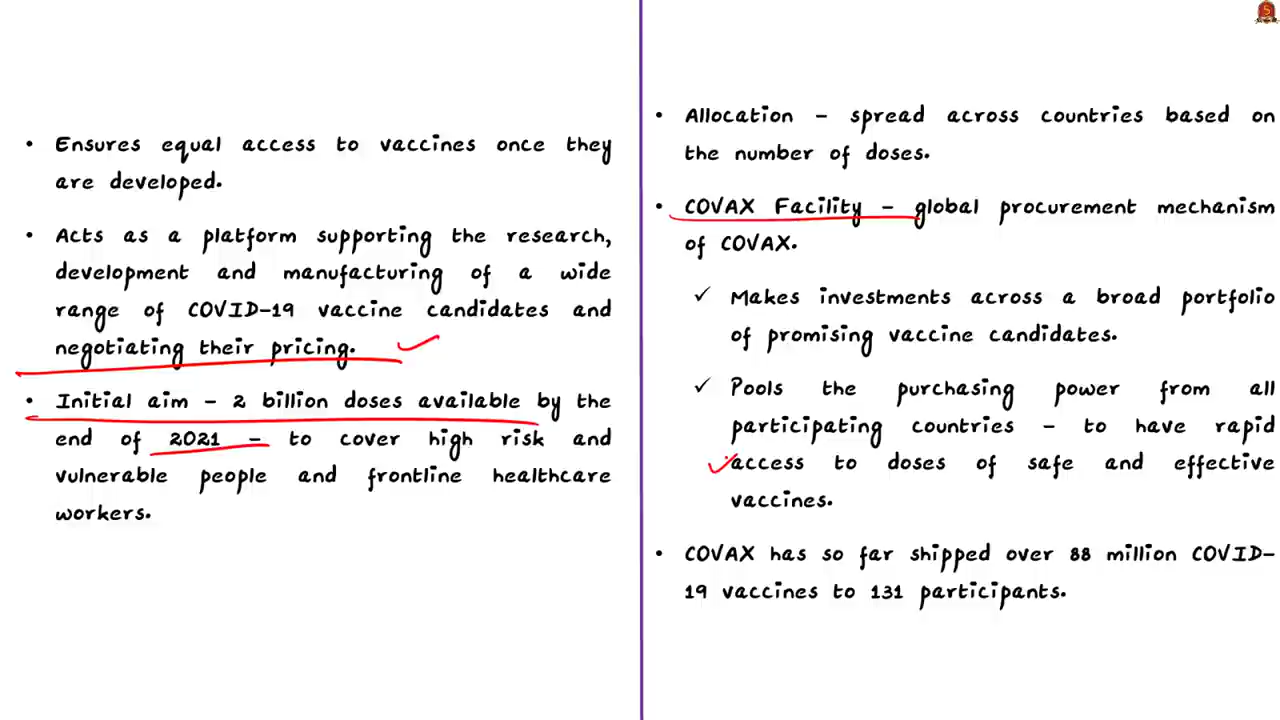 • Ensures equal access to vaccines once they
are developed.
• Acts as a platform supporting the research,
development and manufacturing of a wide
range of COVID-19 vaccine candidates and
negotiating their pricing.
• Initial aim – 2 billion doses available by the
end of 2021 – to cover high risk and
vulnerable people and frontline healthcare
workers.
• Allocation – spread across countries based on
the number of doses.
• COVAX Facility – global procurement mechanism
of COVAX.
✓ Makes investments across a broad portfolio
of promising vaccine candidates.
✓ Pools the purchasing power from all
participating countries – to have rapid
access to doses of safe and effective
vaccines.
• COVAX has so far shipped over 88 million COVID-
19 vaccines to 131 participants.